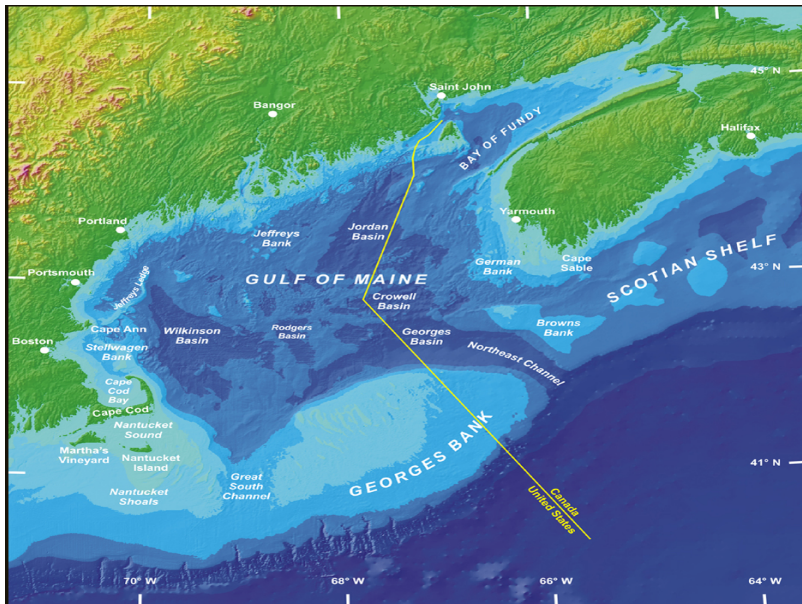 Saint John
45° N
Bangor
BAY OF FUNDY
Halifax
Portland
Yarmouth
Jeffreys
Bank
Jordan
Basin
German
Bank
Cape
Sable
SCOTIAN SHELF
Portsmouth
GULF OF MAINE
43° N
Jeffreys Ledge
Crowell
Basin
Cape Ann
Wilkinson
Basin
Rodgers
Basin
Georges
Basin
Browns
Bank
Boston
Stellwagen
Bank
Northeast Channel
Cape
Cod
Bay
Cape Cod
Nantucket
Sound
Martha's
Vineyard
Nantucket
Island
GEORGES BANK
41° N
Great
South
Channel
Nantucket
Shoals
Canada
United States
70° W
68° W
66° W
64° W